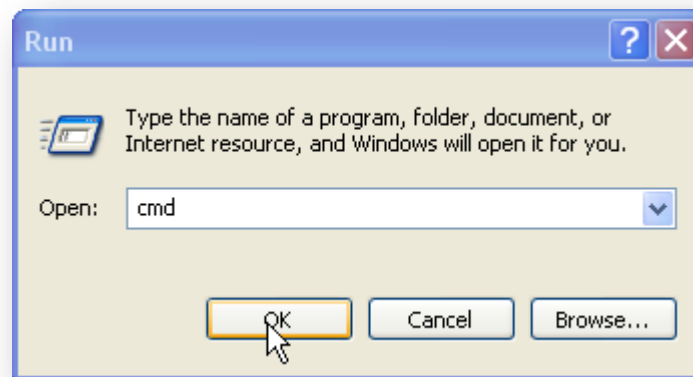 Run
Type the name of a program, folder, document, or
Internet resource, and Windows will open it for you.
Open: cmd
OK Cancel Browse...